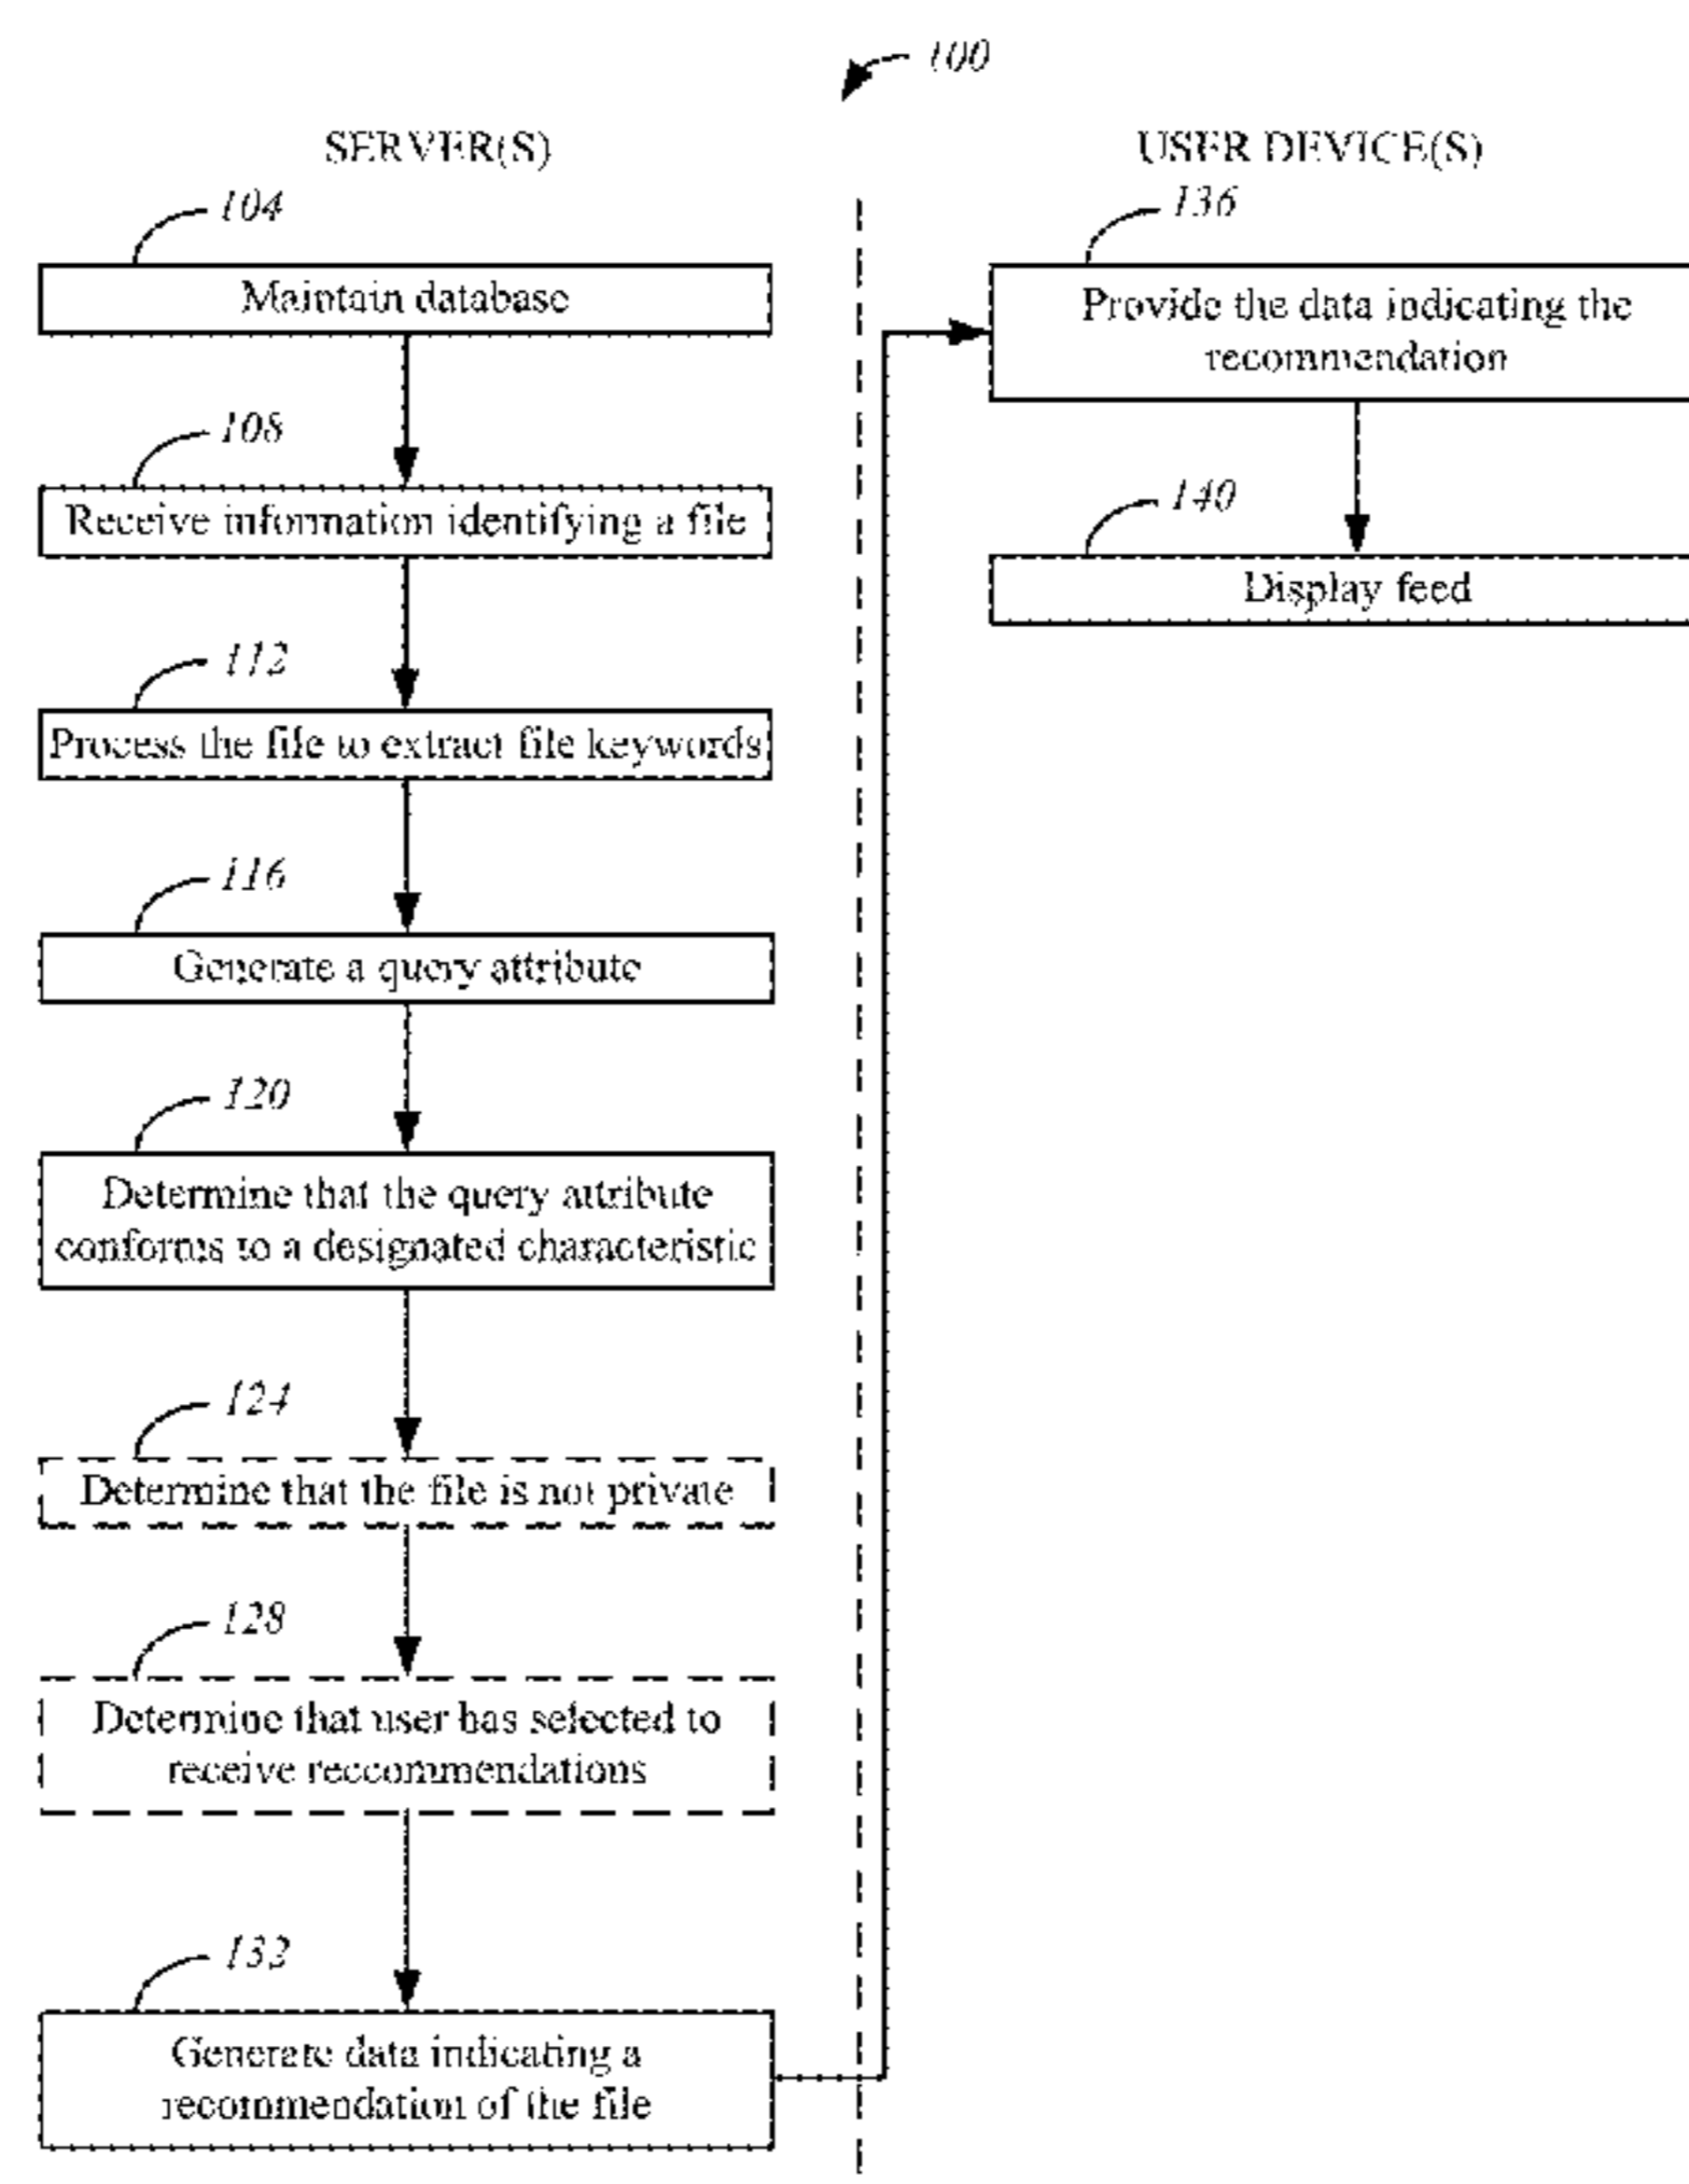 100
SERVER(S)
104
Maintain database
108
Receive information identifying a file
112
Process the file to extract file keywords
116
Generate a query attribute
120
Determine that the query attribute
conforms to a designated characteristic
124
Determine that the file is not private
128
Determine that user has selected to
receive reccommendations
132
Generate data indicating a
recommendation of the file
USER DEVICE(S)
136
Provide the data indicating the
recommendation
140
Display feed